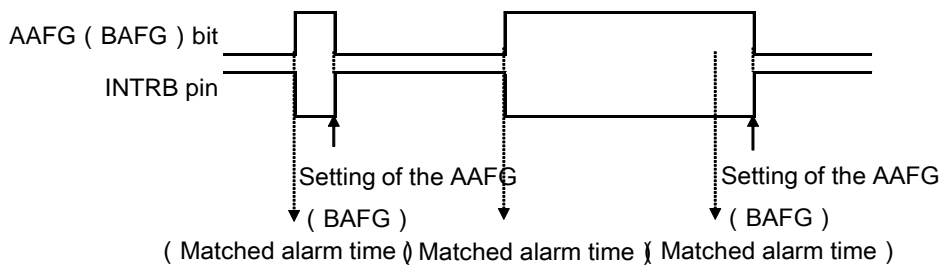 AAFG ( BAFG ) bit
INTRB pin
Setting of the AAFG
( BAFG )
Setting of the AAFG
( BAFG )
( Matched alarm time ) ( Matched alarm time ) ( Matched alarm time )